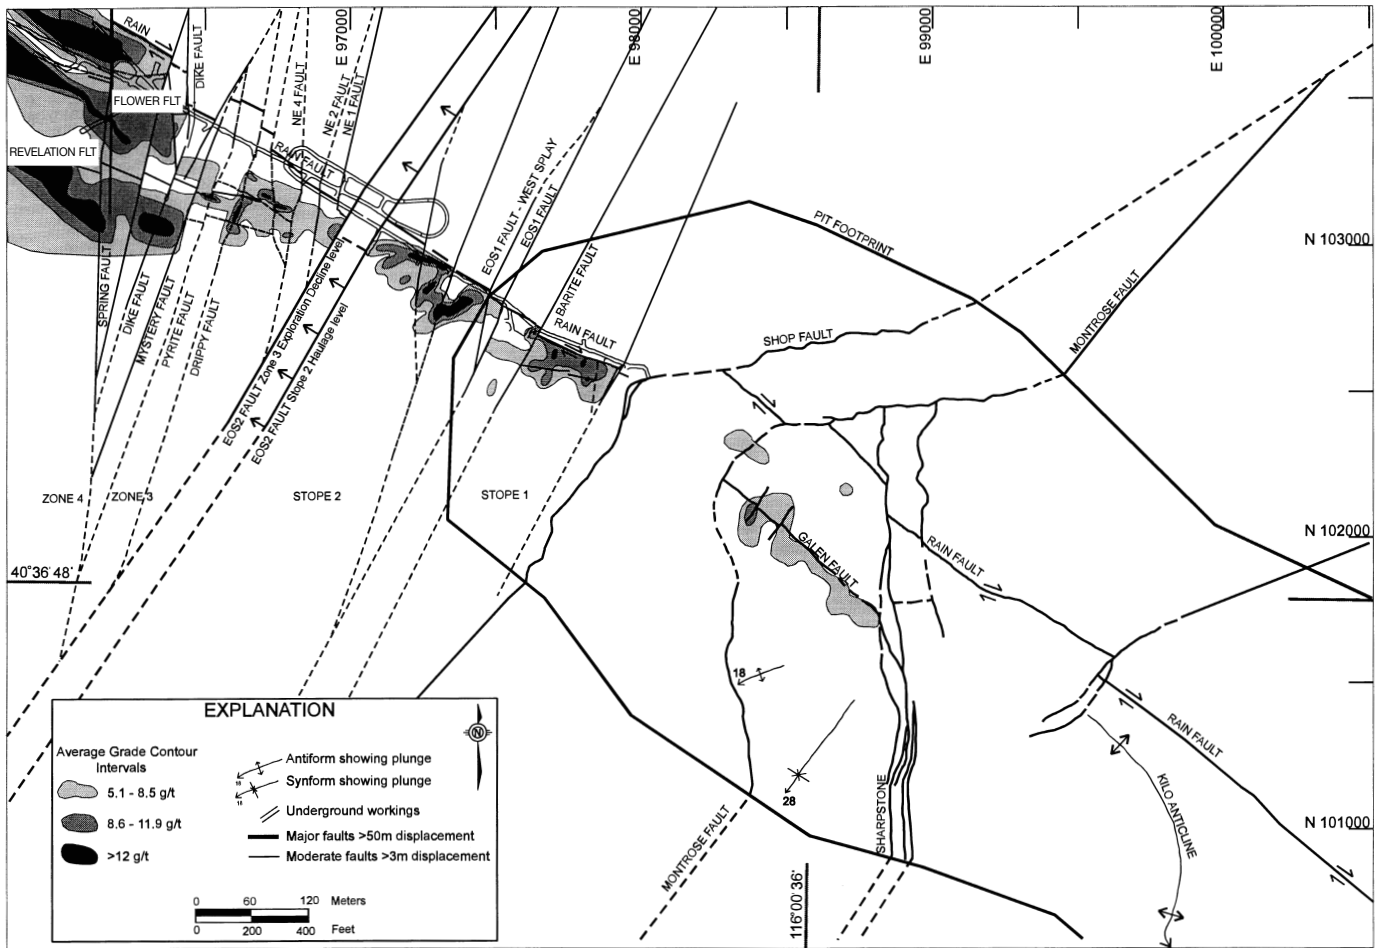 E 97000
E 98000
E 99000
E 100000
RAIN
DIKE FAULT
FLOWER FLT
REVELATION FLT
NE 4 FAULT
NE 2 FAULT
NE 1 FAULT
RAIN FAULT
EOS1 FAULT - WEST SPLAY
EOS1 FAULT
BARITE FAULT
RAIN FAULT
PIT FOOTPRINT
N 103000
SHOP FAULT
MONTROSE FAULT
SPRING FAULT
DIKE FAULT
MYSTERY FAULT
PYRITE FAULT
DRIPPY FAULT
EOS2 FAULT Zone 3 Exploration Decline level
EOS2 FAULT Stope 2 Haulage level
ZONE 4
ZONE 3
STOPE 2
STOPE 1
N 102000
GALEN FAULT
RAIN FAULT
40°36'48'
18
28
RAIN FAULT
KILO ANTICLINE
N 101000
SHARPSTONE
MONTROSE FAULT
116°00'36'
EXPLANATION
N
Average Grade Contour
Intervals
5.1 - 8.5 g/t
8.6 - 11.9 g/t
>12 g/t
18
Antiform showing plunge
18
Synform showing plunge
Underground workings
Major faults >50m displacement
Moderate faults >3m displacement
0 60 120 Meters
0 200 400 Feet